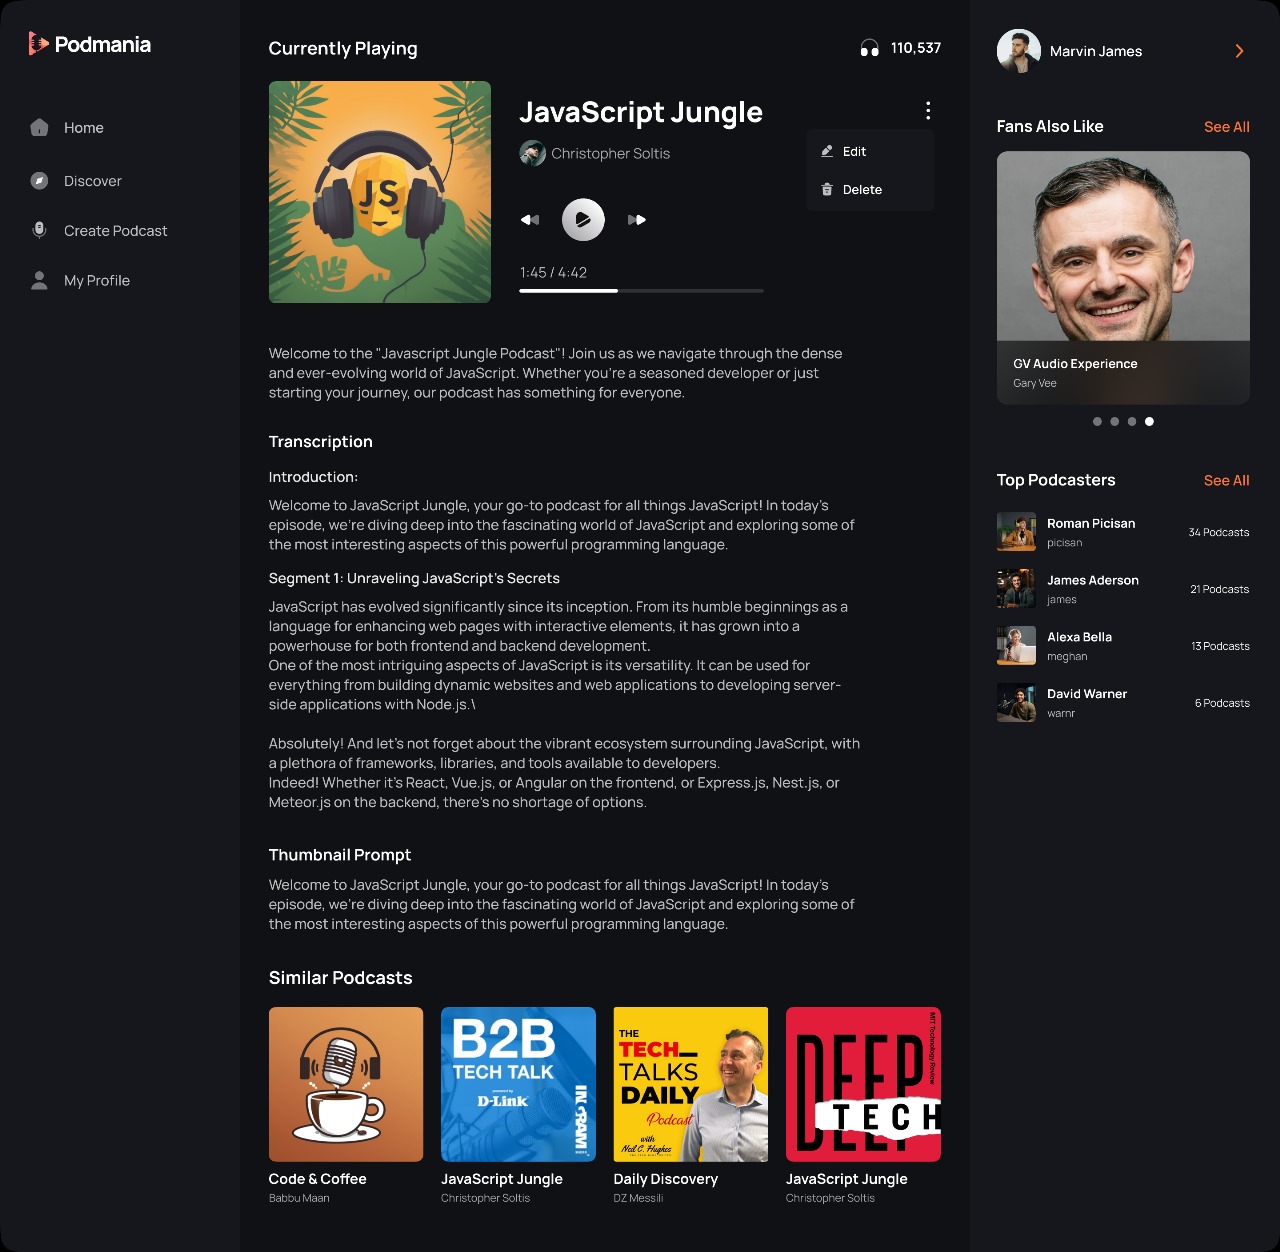 Podmania
Home
Discover
Create Podcast
My Profile
Currently Playing
110,537
JS
JavaScript Jungle
Christopher Soltis
Edit
Delete
1:45 / 4:42
Welcome to the "Javascript Jungle Podcast"! Join us as we navigate through the dense
and ever-evolving world of JavaScript. Whether you're a seasoned developer or just
starting your journey, our podcast has something for everyone.
Transcription
Introduction:
Welcome to JavaScript Jungle, your go-to podcast for all things JavaScript! In today's
episode, we're diving deep into the fascinating world of JavaScript and exploring some of
the most interesting aspects of this powerful programming language.
Segment 1: Unraveling JavaScript's Secrets
JavaScript has evolved significantly since its inception. From its humble beginnings as a
language for enhancing web pages with interactive elements, it has grown into a
powerhouse for both frontend and backend development.
One of the most intriguing aspects of JavaScript is its versatility. It can be used for
everything from building dynamic websites and web applications to developing server-
side applications with Node.js.\
Absolutely! And let's not forget about the vibrant ecosystem surrounding JavaScript, with
a plethora of frameworks, libraries, and tools available to developers.
Indeed! Whether it's React, Vue.js, or Angular on the frontend, or Express.js, Nest.js, or
Meteor.js on the backend, there's no shortage of options.
Thumbnail Prompt
Welcome to JavaScript Jungle, your go-to podcast for all things JavaScript! In today's
episode, we're diving deep into the fascinating world of JavaScript and exploring some of
the most interesting aspects of this powerful programming language.
Similar Podcasts
Code & Coffee
Babbu Maan
B2B
TECH TALK
D-Link
INGRAM
JavaScript Jungle
Christopher Soltis
THE
TECH
TALKS
DAILY
Podcast
with
Neil C. Hughes
Daily Discovery
DZ Messili
MIT Technology Review
DEEP
TECH
JavaScript Jungle
Christopher Soltis
Marvin James
Fans Also Like
See All
GV Audio Experience
Gary Vee
Top Podcasters
See All
Roman Picisan
picisan
34 Podcasts
James Aderson
james
21 Podcasts
Alexa Bella
meghan
13 Podcasts
David Warner
warnr
6 Podcasts